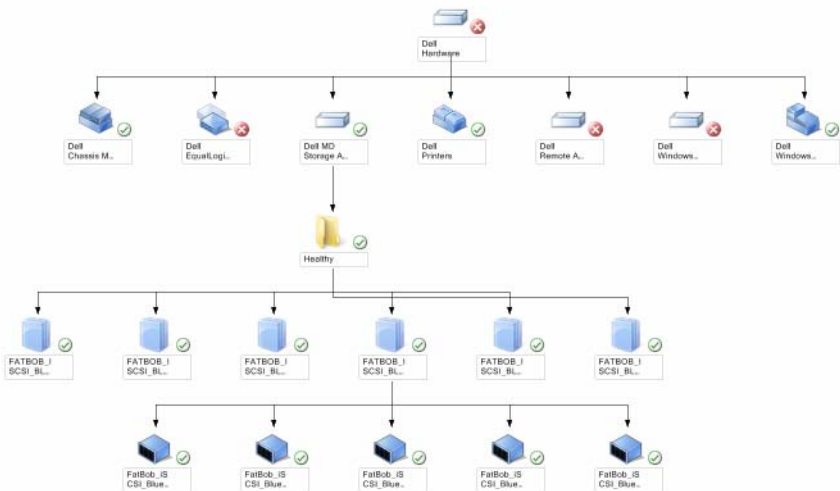 Dell
Hardware
Dell
Chassis M...
Dell
EqualLogi...
Dell MD
Storage A...
Dell
Printers
Dell
Remote A...
Dell
Windows...
Dell
Windows...
Healthy
FATBOB_I
SCSI_BL...
FATBOB_I
SCSI_BL...
FATBOB_I
SCSI_BL...
FATBOB_I
SCSI_BL...
FATBOB_I
SCSI_BL...
FATBOB_I
SCSI_BL...
FatBob_iS
CSI_Blue...
FatBob_iS
CSI_Blue...
FatBob_iS
CSI_Blue...
FatBob_iS
CSI_Blue...
FatBob_iS
CSI_Blue...